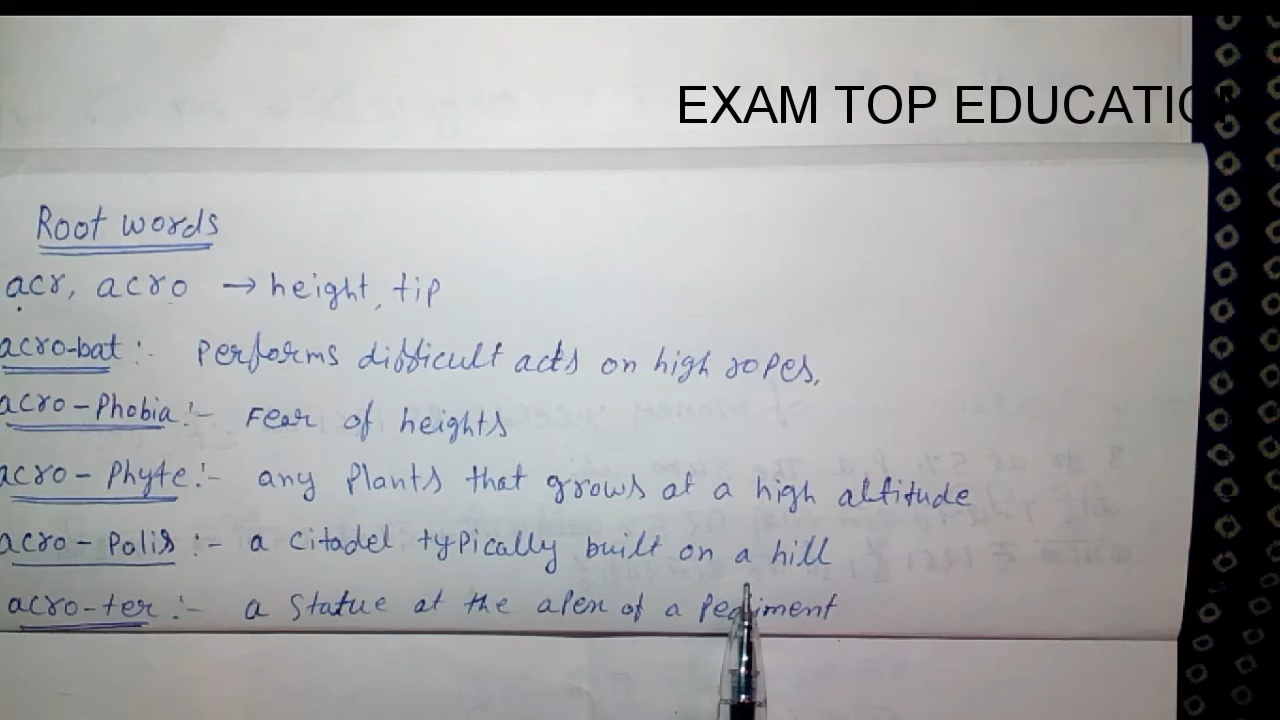 EXAM TOP EDUCATION
Root words
acr, acro → height, tip
acro-bat :- Performs difficult acts on high ropes.
acro-Phobia :- Fear of heights
acro-Phyte :- any Plants that grows at a high altitude
acro-Polis :- a citadel typically built on a hill
acro-ter :- a statue at the apex of a Pediment